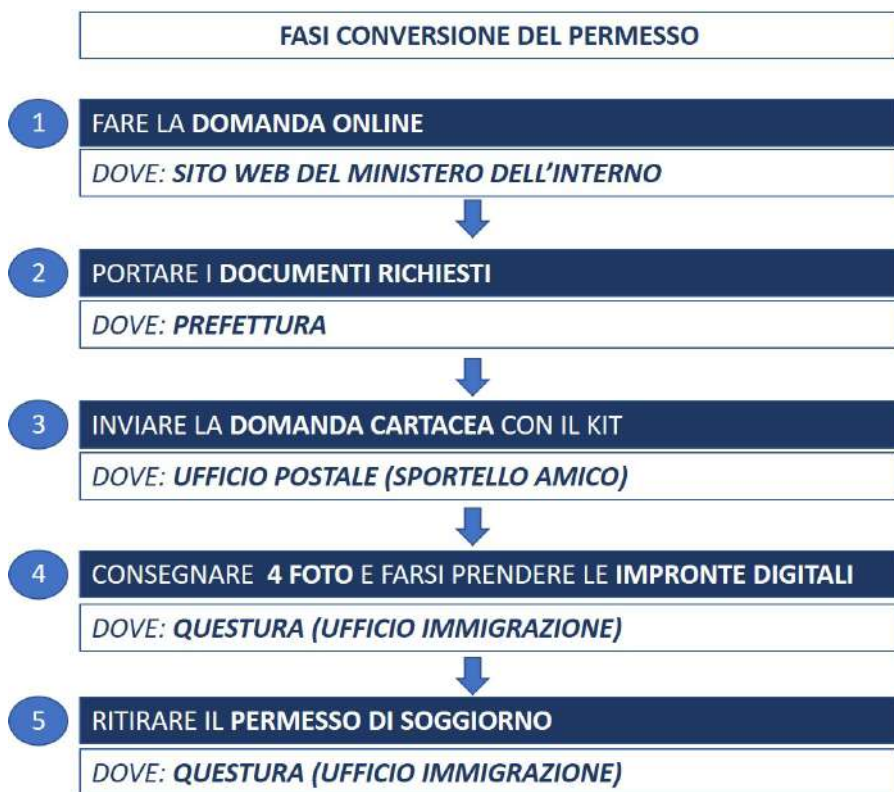 FASI CONVERSIONE DEL PERMESSO
1
FARE LA DOMANDA ONLINE
DOVE: SITO WEB DEL MINISTERO DELL’INTERNO
2
PORTARE I DOCUMENTI RICHIESTI
DOVE: PREFETTURA
3
INVIARE LA DOMANDA CARTACEA CON IL KIT
DOVE: UFFICIO POSTALE (SPORTELLO AMICO)
4
CONSEGNARE 4 FOTO E FARSI PRENDERE LE IMPRONTE DIGITALI
DOVE: QUESTURA (UFFICIO IMMIGRAZIONE)
5
RITIRARE IL PERMESSO DI SOGGIORNO
DOVE: QUESTURA (UFFICIO IMMIGRAZIONE)